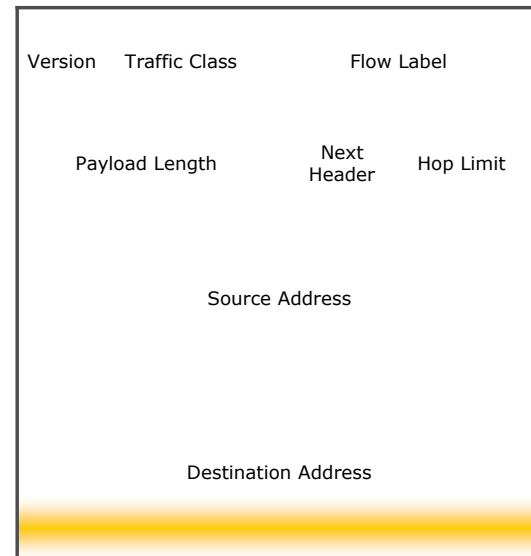 Version Traffic Class Flow Label
Payload Length Next Header Hop Limit
Source Address
Destination Address